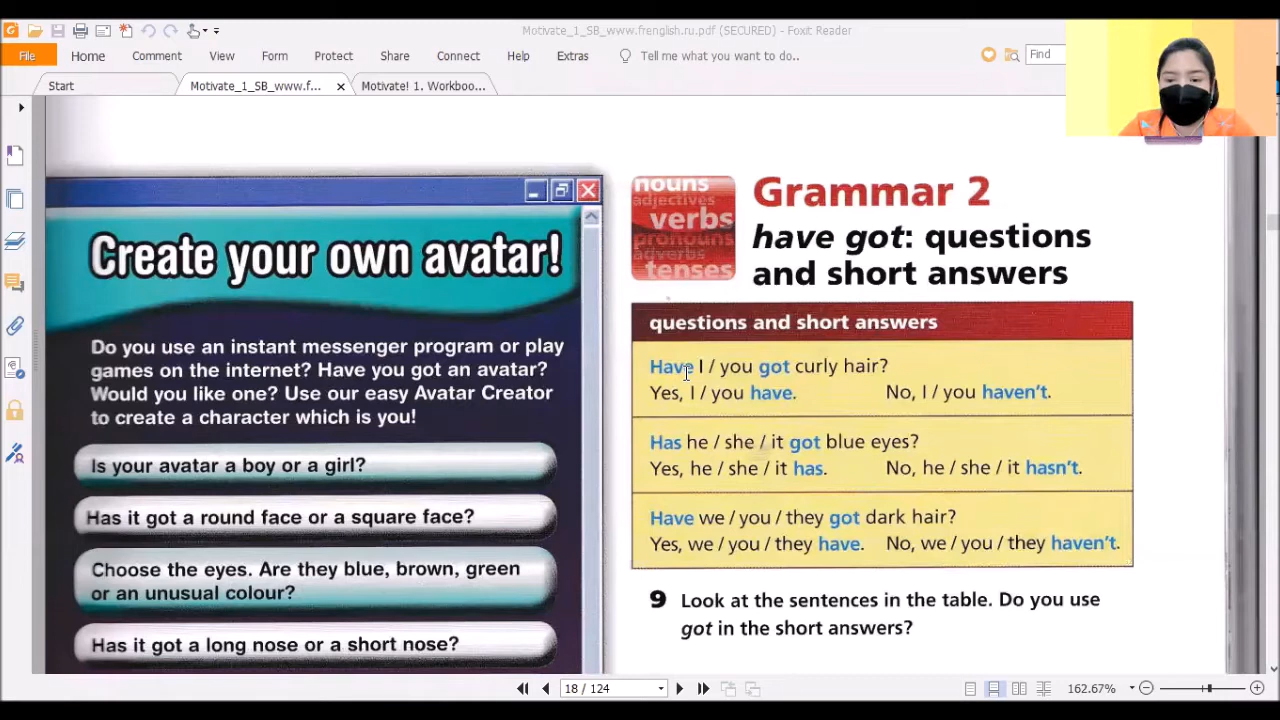 Motivate_1_SB_www.frenglish.ru.pdf (SECURED) - Foxit Reader
File Home Comment View Form Protect Share Connect Help Extras Tell me what you want to do.. Find
Start Motivate_1_SB_www.f... Motivate! 1. Workboo...
Create your own avatar!
Do you use an instant messenger program or play
games on the internet? Have you got an avatar?
Would you like one? Use our easy Avatar Creator
to create a character which is you!
Is your avatar a boy or a girl?
Has it got a round face or a square face?
Choose the eyes. Are they blue, brown, green
or an unusual colour?
Has it got a long nose or a short nose?
nouns
adjectives
verbs
pronouns
adverbs
tenses
Grammar 2
have got: questions
and short answers
questions and short answers
Have I / you got curly hair?
Yes, I / you have. No, I / you haven't.
Has he / she / it got blue eyes?
Yes, he / she / it has. No, he / she / it hasn't.
Have we / you / they got dark hair?
Yes, we / you / they have. No, we / you / they haven't.
9 Look at the sentences in the table. Do you use
got in the short answers?
18 / 124
162.67%